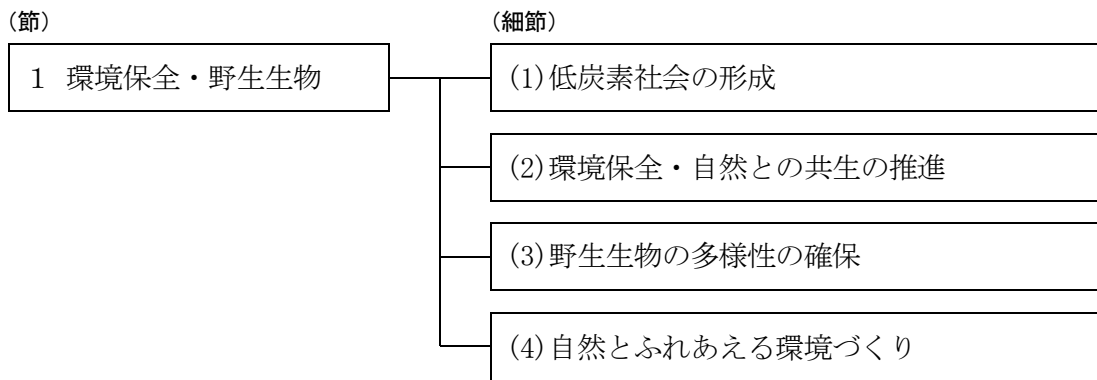 （節）
（細節）
１ 環境保全・野生生物
(1)低炭素社会の形成
(2)環境保全・自然との共生の推進
(3)野生生物の多様性の確保
(4)自然とふれあえる環境づくり